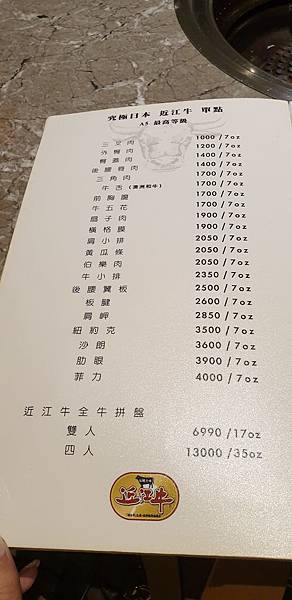 究極日本 近江牛 單點
A5 最高等級
三叉肉 1000 /7oz
外臀肉 1200 /7oz
臀蓋肉 1400 /7oz
後腰脊肉 1400 /7oz
三角肉 1700 /7oz
牛舌 (澳洲和牛) 1700 /7oz
前胸腩 1700 /7oz
牛五花 1700 /7oz
扇子肉 1900 /7oz
橫格膜 1900 /7oz
肩小排 2050 /7oz
黃瓜條 2050 /7oz
伯樂肉 2050 /7oz
牛小排 2350 /7oz
後腰翼板 2500 /7oz
板腱 2600 /7oz
肩岬 2850 /7oz
紐約克 3500 /7oz
沙朗 3600 /7oz
肋眼 3900 /7oz
菲力 4000 /7oz
近江牛全牛拼盤
雙人 6990 /17oz
四人 13000 /35oz
近江牛